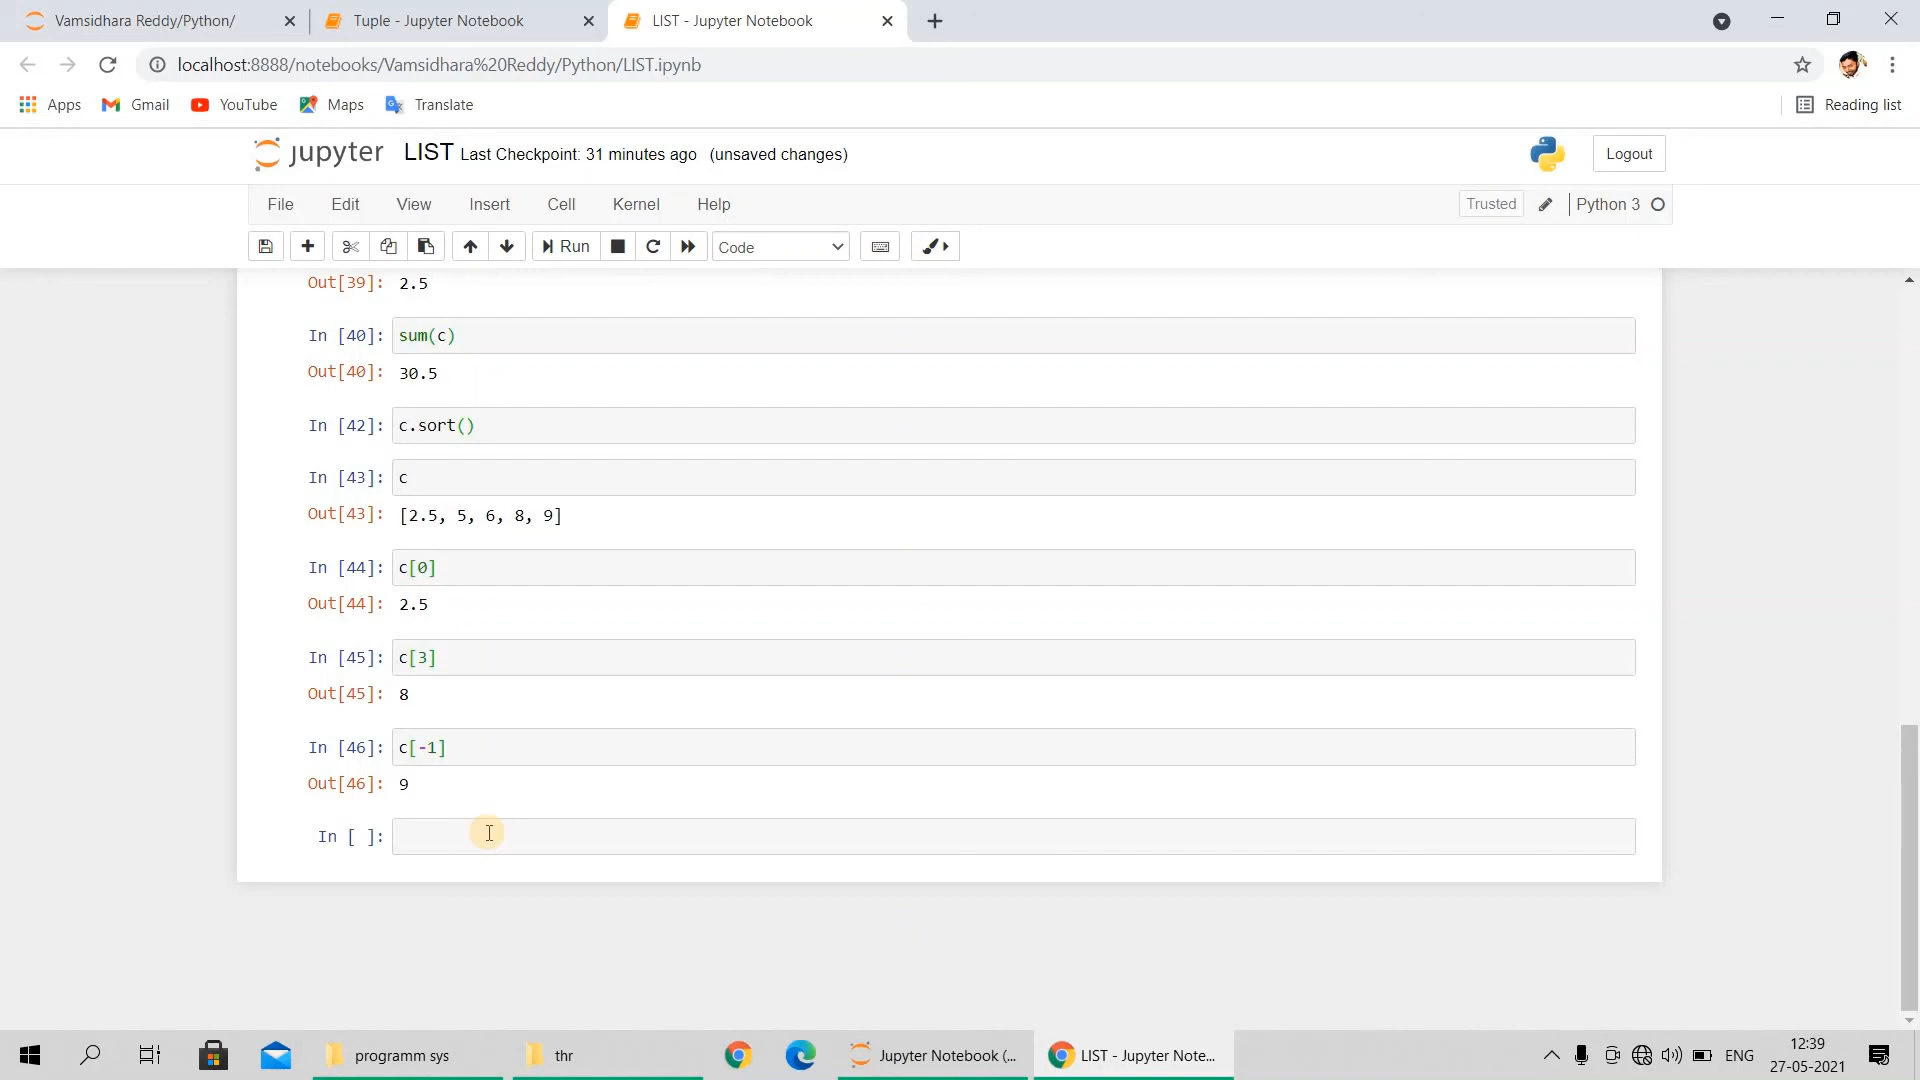 Vamsidhara Reddy/Python/
Tuple - Jupyter Notebook
LIST - Jupyter Notebook
localhost:8888/notebooks/Vamsidhara%20Reddy/Python/LIST.ipynb
Apps
Gmail
YouTube
Maps
Translate
Reading list
jupyter LIST Last Checkpoint: 31 minutes ago (unsaved changes)
Logout
File Edit View Insert Cell Kernel Help
Trusted
Python 3
Run
Code
Out[39]: 2.5
In [40]: sum(c)
Out[40]: 30.5
In [42]: c.sort()
In [43]: c
Out[43]: [2.5, 5, 6, 8, 9]
In [44]: c[0]
Out[44]: 2.5
In [45]: c[3]
Out[45]: 8
In [46]: c[-1]
Out[46]: 9
In [ ]:
programm sys
thr
Jupyter Notebook (...
LIST - Jupyter Note...
ENG
12:39
27-05-2021